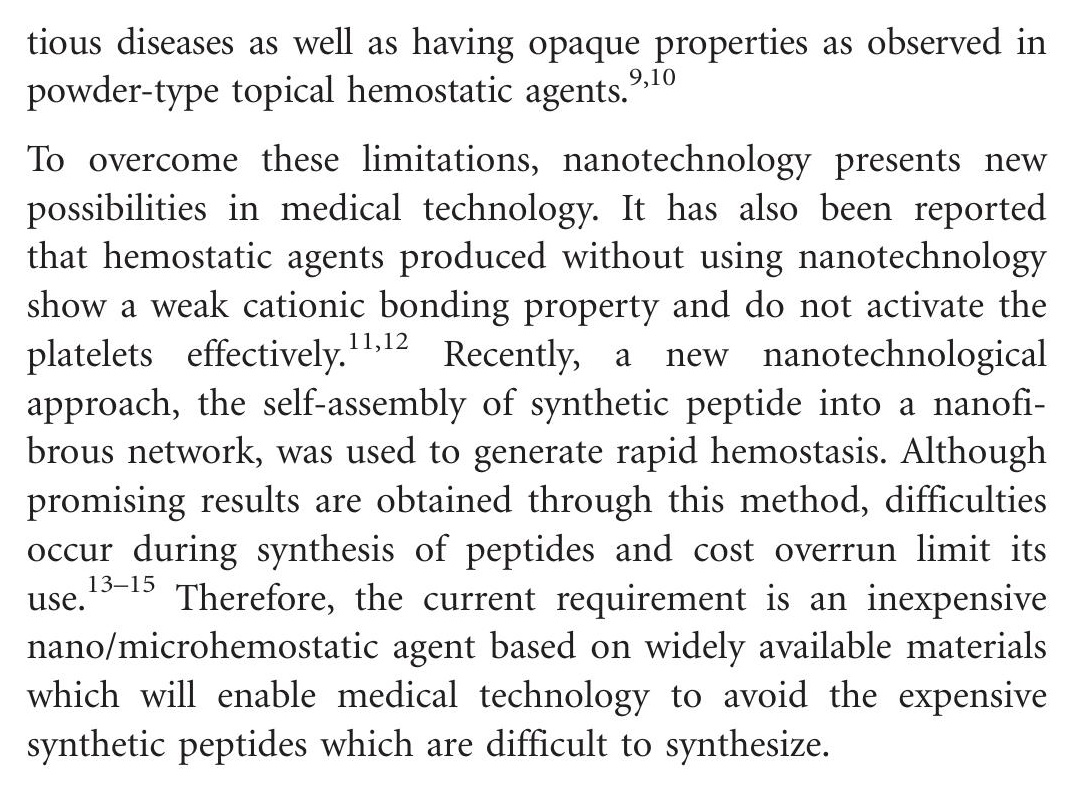 tious diseases as well as having opaque properties as observed in
powder-type topical hemostatic agents.9,10
To overcome these limitations, nanotechnology presents new
possibilities in medical technology. It has also been reported
that hemostatic agents produced without using nanotechnology
show a weak cationic bonding property and do not activate the
platelets effectively.11,12 Recently, a new nanotechnological
approach, the self-assembly of synthetic peptide into a nanofi-
brous network, was used to generate rapid hemostasis. Although
promising results are obtained through this method, difficulties
occur during synthesis of peptides and cost overrun limit its
use.13–15 Therefore, the current requirement is an inexpensive
nano/microhemostatic agent based on widely available materials
which will enable medical technology to avoid the expensive
synthetic peptides which are difficult to synthesize.